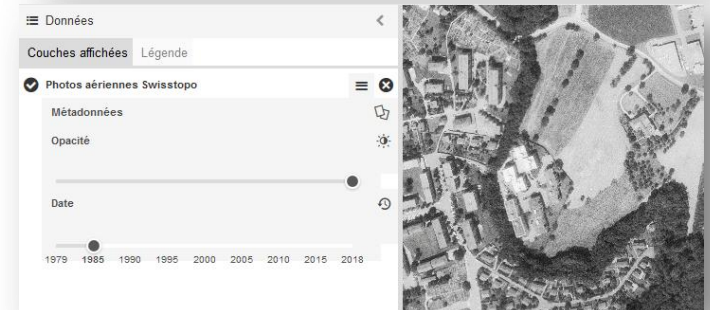 Données
Couches affichées Légende
Photos aériennes Swisstopo
Métadonnées
Opacité
Date
1979 1985 1990 1995 2000 2005 2010 2015 2018